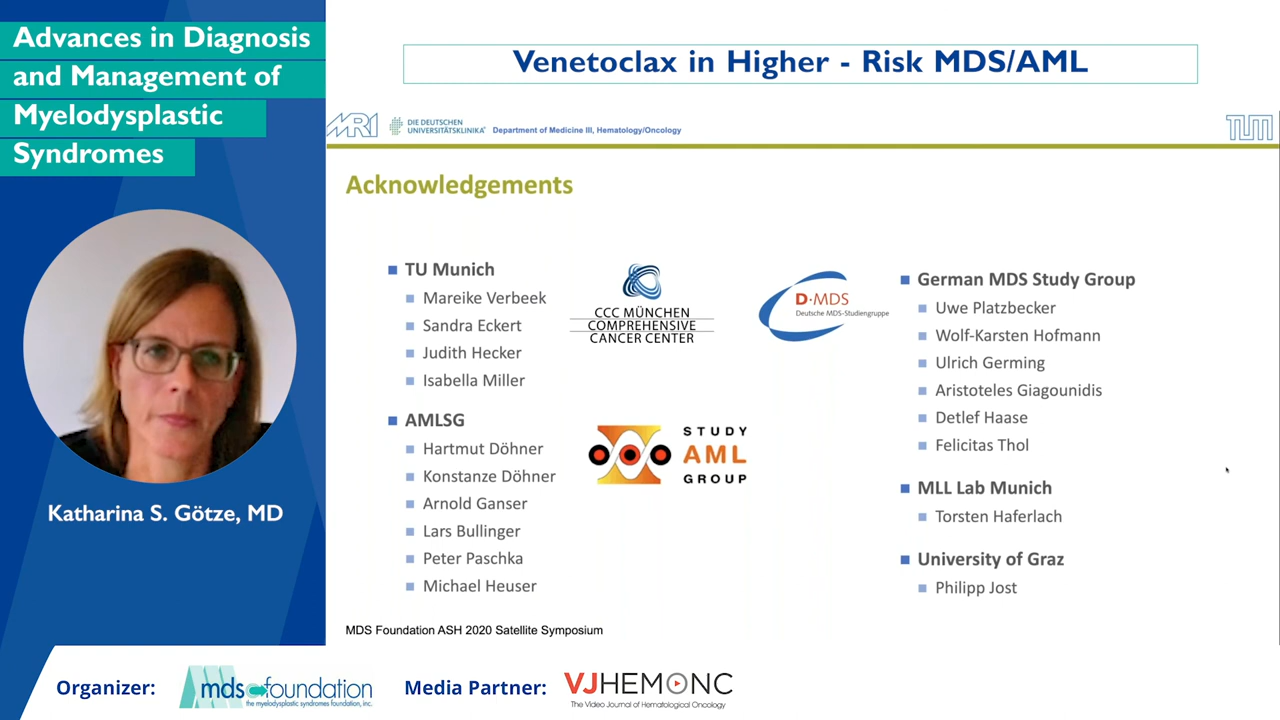 Advances in Diagnosis
and Management of
Myelodysplastic
Syndromes
Katharina S. Götze, MD
Venetoclax in Higher - Risk MDS/AML
MRI
DIE DEUTSCHEN
UNIVERSITÄTSKLINIKA
Department of Medicine III, Hematology/Oncology
TUM
Acknowledgements
TU Munich
Mareike Verbeek
Sandra Eckert
Judith Hecker
Isabella Miller
AMLSG
Hartmut Döhner
Konstanze Döhner
Arnold Ganser
Lars Bullinger
Peter Paschka
Michael Heuser
CCC MÜNCHEN
COMPREHENSIVE
CANCER CENTER
D·MDS
Deutsche MDS-Studiengruppe
STUDY
AML
GROUP
German MDS Study Group
Uwe Platzbecker
Wolf-Karsten Hofmann
Ulrich Germing
Aristoteles Giagounidis
Detlef Haase
Felicitas Thol
MLL Lab Munich
Torsten Haferlach
University of Graz
Philipp Jost
MDS Foundation ASH 2020 Satellite Symposium
Organizer:
mds foundation
the myelodysplastic syndromes foundation, inc.
Media Partner:
VJHEMONC
The Video Journal of Hematological Oncology